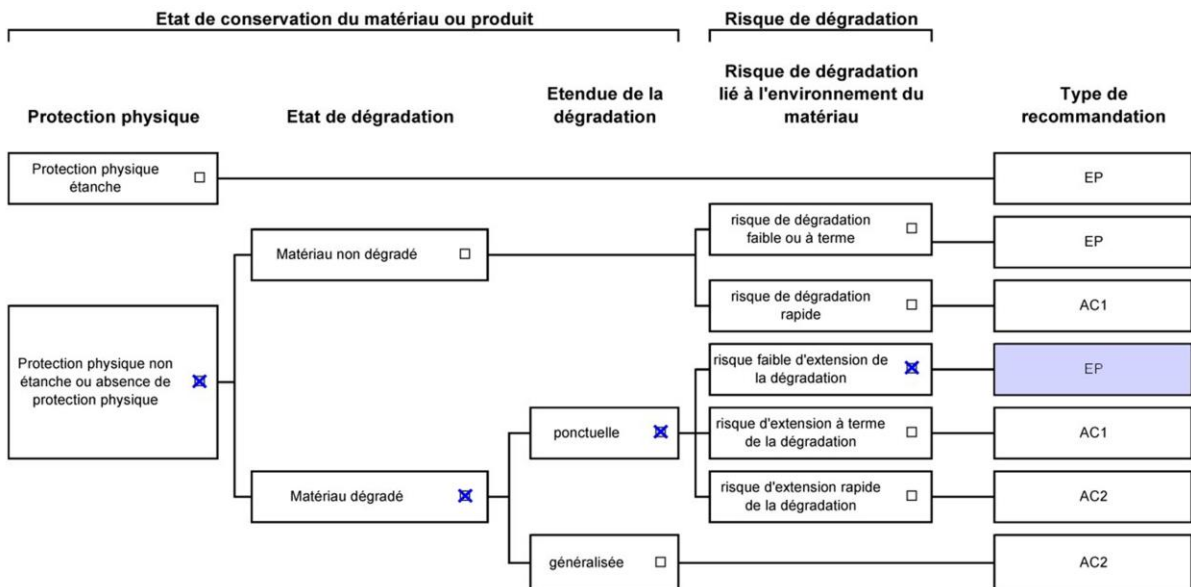 Etat de conservation du matériau ou produit
Risque de dégradation
Protection physique
Etat de dégradation
Etendue de la
dégradation
Risque de dégradation
lié à l'environnement du
matériau
Type de
recommandation
Protection physique
étanche
EP
Matériau non dégradé
risque de dégradation
faible ou à terme
EP
risque de dégradation
rapide
AC1
Protection physique non
étanche ou absence de
protection physique
risque faible d'extension de
la dégradation
EP
ponctuelle
risque d'extension à terme
de la dégradation
AC1
Matériau dégradé
risque d'extension rapide
de la dégradation
AC2
généralisée
AC2